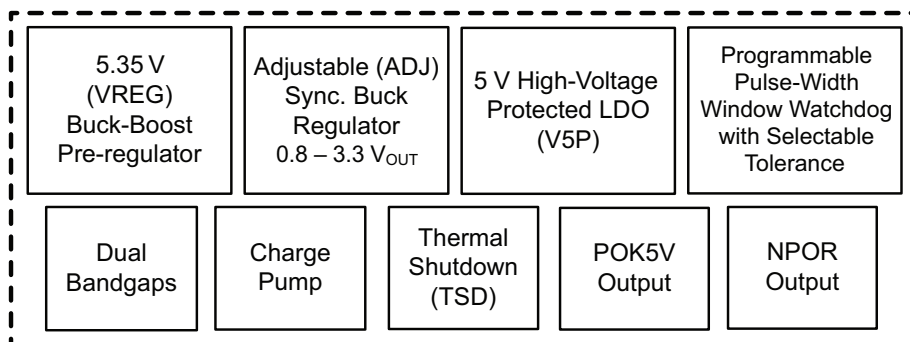 5.35 V
(VREG)
Buck-Boost
Pre-regulator
Adjustable (ADJ)
Sync. Buck
Regulator
0.8 – 3.3 V_OUT
5 V High-Voltage
Protected LDO
(V5P)
Programmable
Pulse-Width
Window Watchdog
with Selectable
Tolerance
Dual
Bandgaps
Charge
Pump
Thermal
Shutdown
(TSD)
POK5V
Output
NPOR
Output